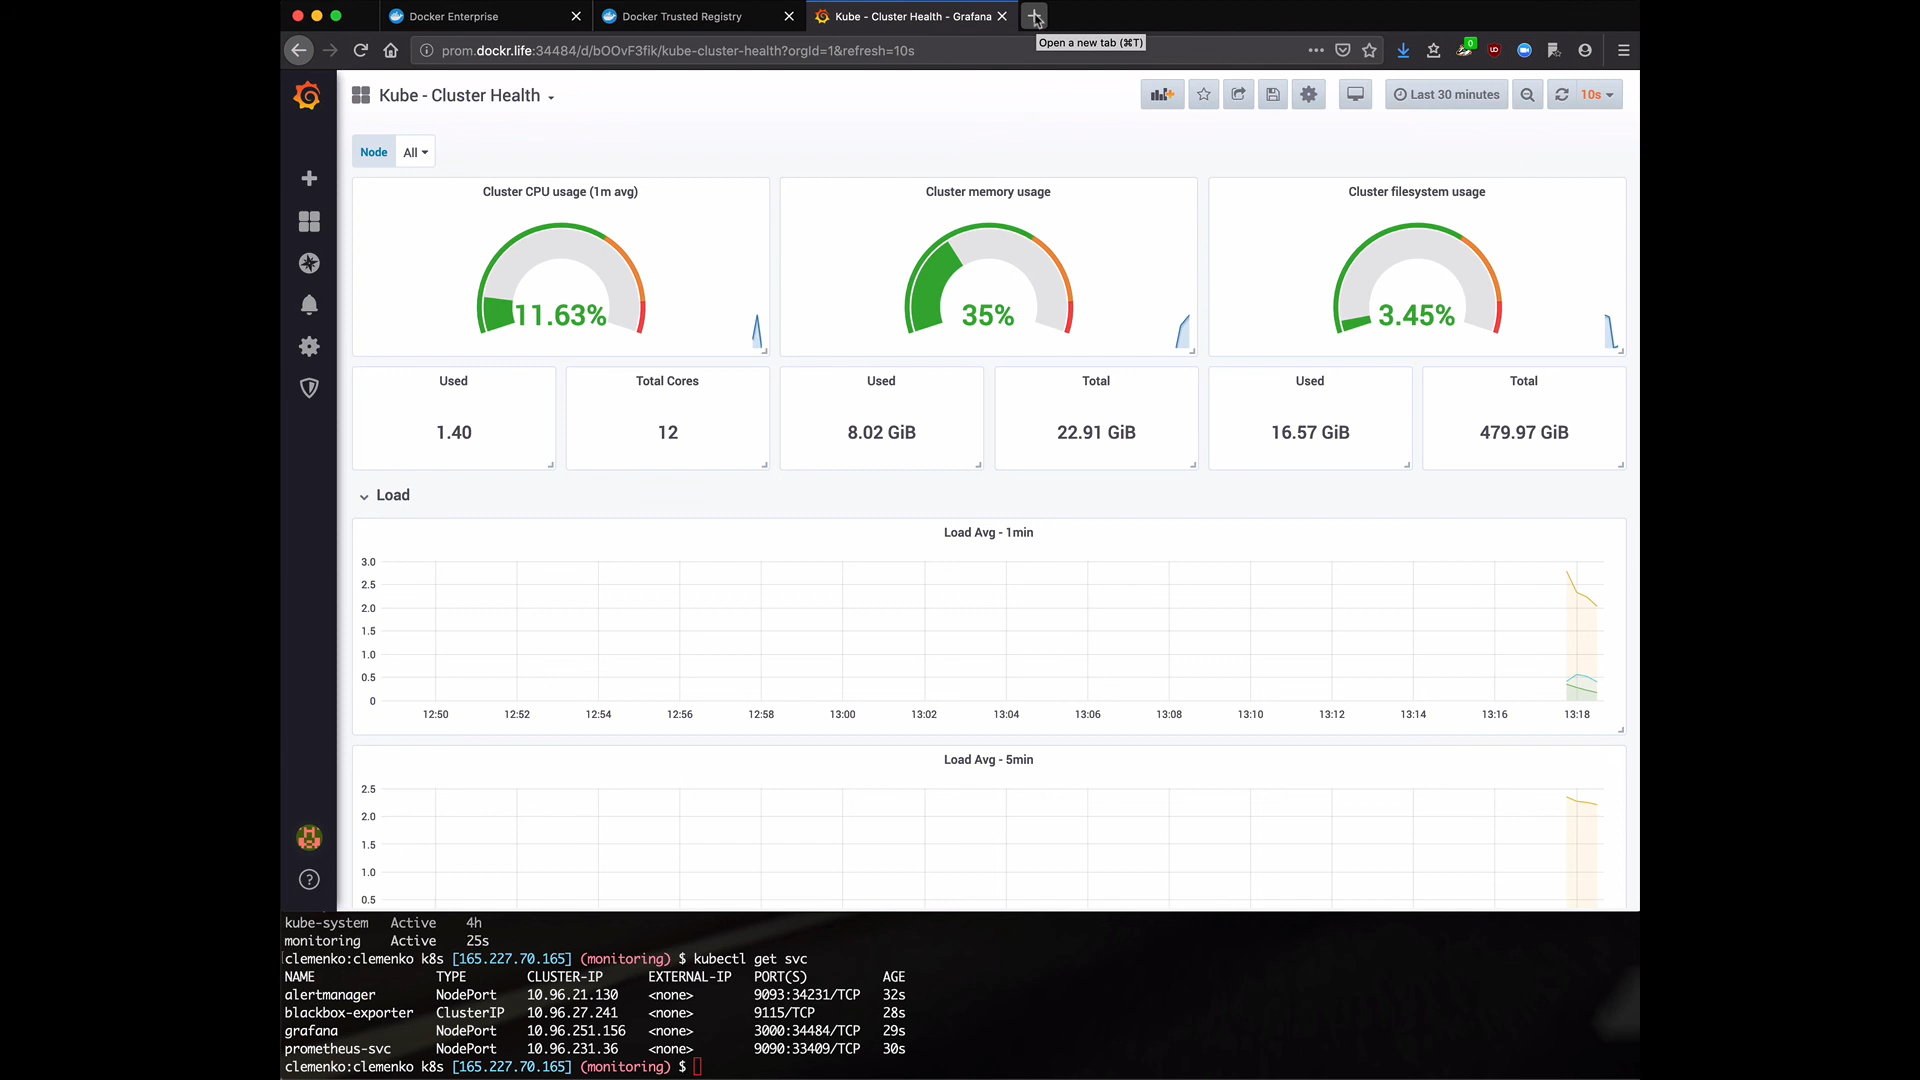 Docker Enterprise
Docker Trusted Registry
Kube - Cluster Health - Grafana
Open a new tab (⌘T)
prom.dockr.life:34484/d/bOOvF3fik/kube-cluster-health?orgId=1&refresh=10s
0
Kube - Cluster Health
Last 30 minutes
10s
Node All
Cluster CPU usage (1m avg)
11.63%
Cluster memory usage
35%
Cluster filesystem usage
3.45%
Used
1.40
Total Cores
12
Used
8.02 GiB
Total
22.91 GiB
Used
16.57 GiB
Total
479.97 GiB
Load
Load Avg - 1min
3.0
2.5
2.0
1.5
1.0
0.5
0
12:50 12:52 12:54 12:56 12:58 13:00 13:02 13:04 13:06 13:08 13:10 13:12 13:14 13:16 13:18
Load Avg - 5min
2.5
2.0
1.5
1.0
0.5
kube-system Active 4h
monitoring Active 25s
[clemenko:clemenko k8s [165.227.70.165] (monitoring) $ kubectl get svc
NAME TYPE CLUSTER-IP EXTERNAL-IP PORT(S) AGE
alertmanager NodePort 10.96.21.130 <none> 9093:34231/TCP 32s
blackbox-exporter ClusterIP 10.96.27.241 <none> 9115/TCP 28s
grafana NodePort 10.96.251.156 <none> 3000:34484/TCP 29s
prometheus-svc NodePort 10.96.231.36 <none> 9090:33409/TCP 30s
clemenko:clemenko k8s [165.227.70.165] (monitoring) $